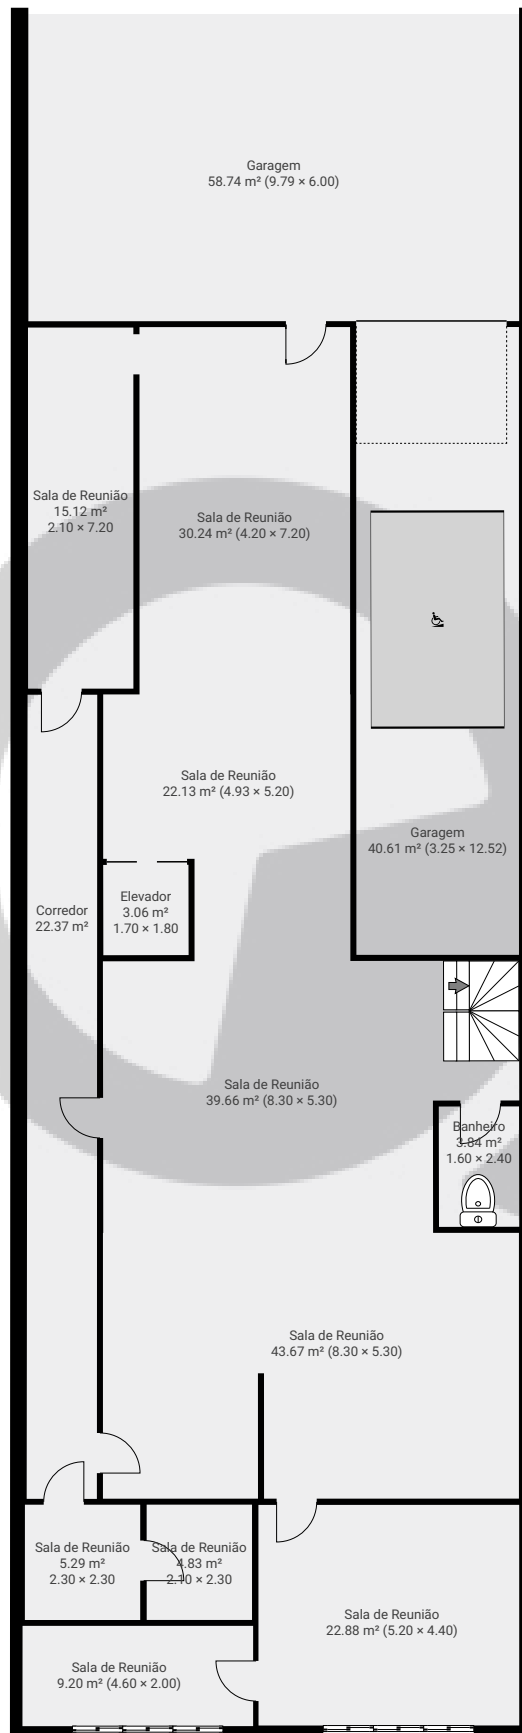 Garagem
58.74 m² (9.79 × 6.00)
Sala de Reunião
15.12 m²
2.10 × 7.20
Sala de Reunião
30.24 m² (4.20 × 7.20)
Sala de Reunião
22.13 m² (4.93 × 5.20)
Garagem
40.61 m² (3.25 × 12.52)
Elevador
3.06 m²
1.70 × 1.80
Corredor
22.37 m²
Sala de Reunião
39.66 m² (8.30 × 5.30)
Banheiro
3.84 m²
1.60 × 2.40
Sala de Reunião
43.67 m² (8.30 × 5.30)
Sala de Reunião
5.29 m²
2.30 × 2.30
Sala de Reunião
4.83 m²
2.10 × 2.30
Sala de Reunião
22.88 m² (5.20 × 4.40)
Sala de Reunião
9.20 m² (4.60 × 2.00)